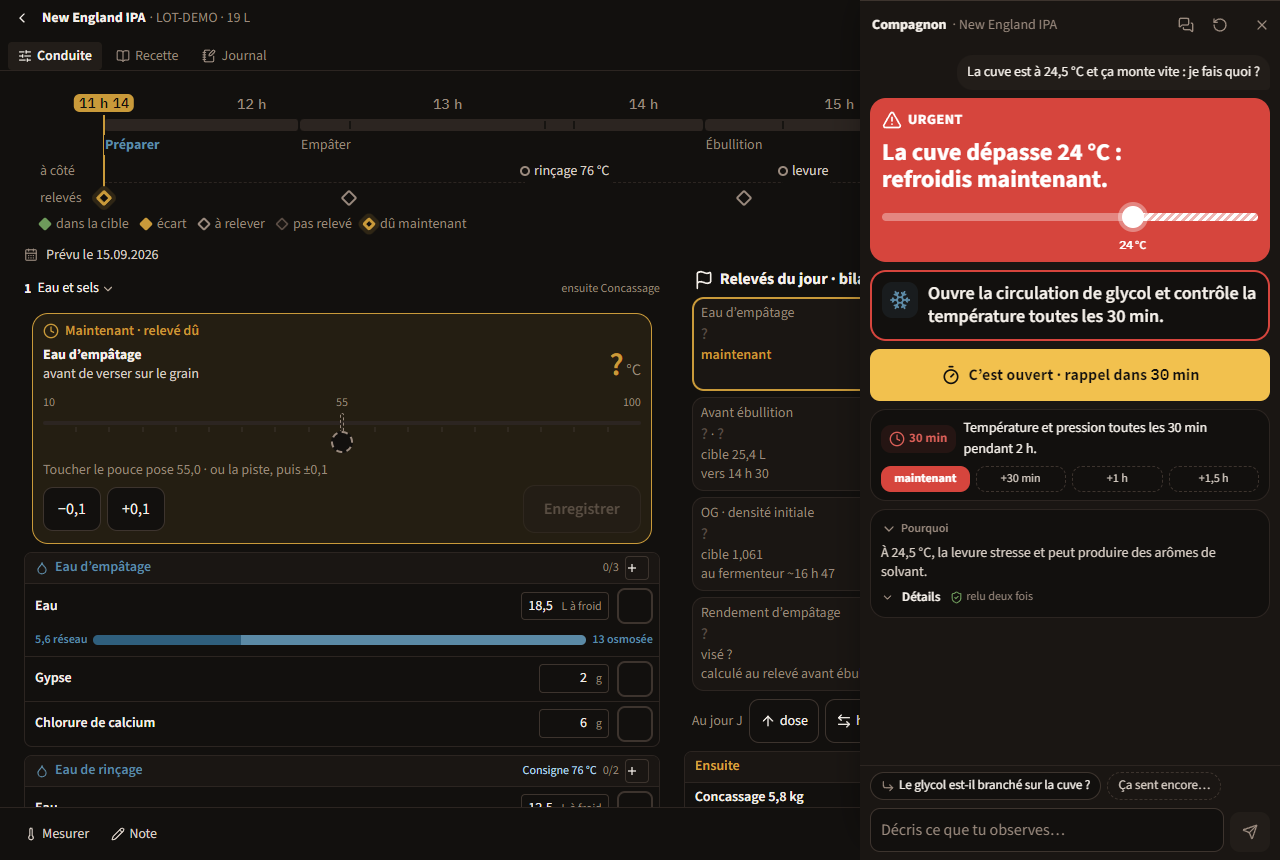 New England IPA · LOT-DEMO · 19 L
Conduite
Recette
Journal
11 h 14
12 h
13 h
14 h
15 h
Préparer
Empâter
Ébullition
à côté
rinçage 76 °C
levure
relevés
dans la cible
écart
à relever
pas relevé
dû maintenant
Prévu le 15.09.2026
1 Eau et sels
ensuite Concassage
Maintenant · relevé dû
Eau d'empâtage
avant de verser sur le grain
? °C
10
55
100
Toucher le pouce pose 55,0 · ou la piste, puis ±0,1
−0,1
+0,1
Enregistrer
Eau d'empâtage
0/3
+
Eau
18,5 L à froid
5,6 réseau
13 osmosée
Gypse
2 g
Chlorure de calcium
6 g
Eau de rinçage
Consigne 76 °C 0/2
+
Eau
12,5 L à froid
Mesurer
Note
Relevés du jour ·
Eau d'empâtage
?
maintenant
Avant ébullition
? · ?
cible 25,4 L
vers 14 h 30
OG · densité initiale
?
cible 1,061
au fermenteur ~16 h 47
Rendement d'empâtage
?
visé ?
calculé au relevé avant
Au jour J
dose
Ensuite
Concassage 5,8 kg
Compagnon · New England IPA
La cuve est à 24,5 °C et ça monte vite : je fais quoi ?
URGENT
La cuve dépasse 24 °C :
refroidis maintenant.
24 °C
Ouvre la circulation de glycol et contrôle la
température toutes les 30 min.
C'est ouvert · rappel dans 30 min
30 min
Température et pression toutes les 30 min
pendant 2 h.
maintenant
+30 min
+1 h
+1,5 h
Pourquoi
À 24,5 °C, la levure stresse et peut produire des arômes de
solvant.
Détails
relu deux fois
Le glycol est-il branché sur la cuve ?
Ça sent encore…
Décris ce que tu observes…